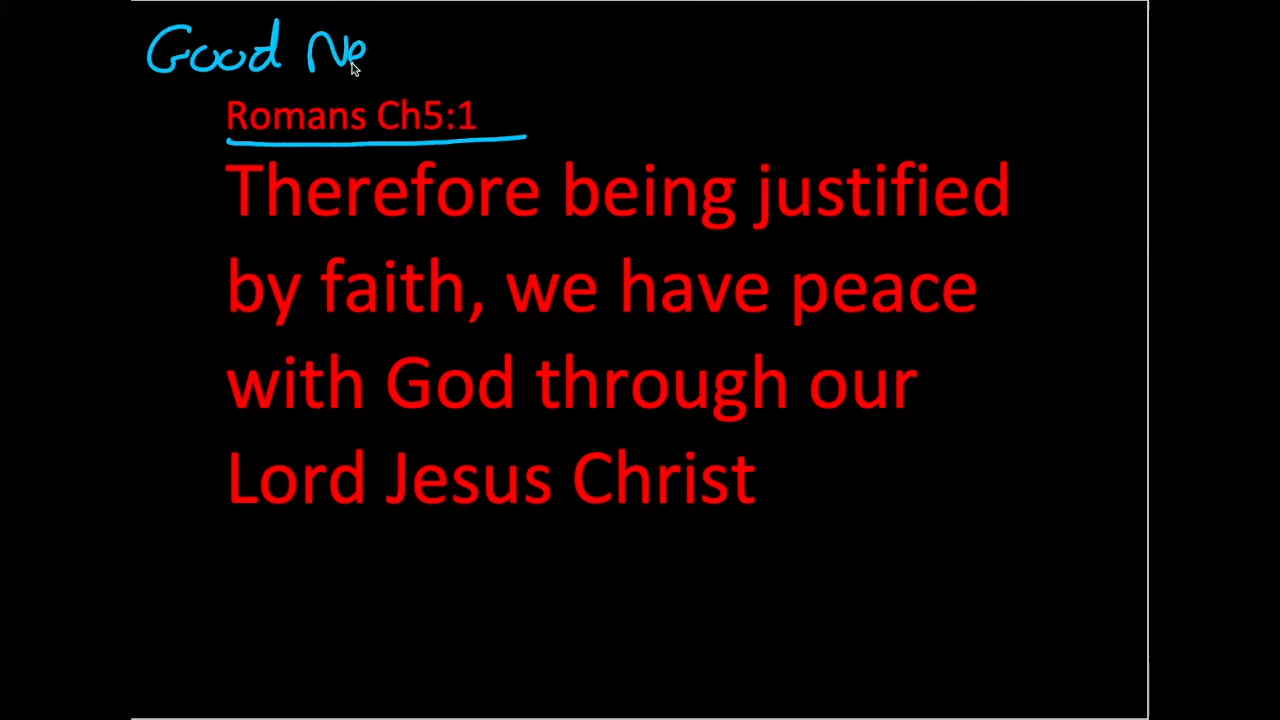 Good Ne
Romans Ch5:1
Therefore being justified
by faith, we have peace
with God through our
Lord Jesus Christ